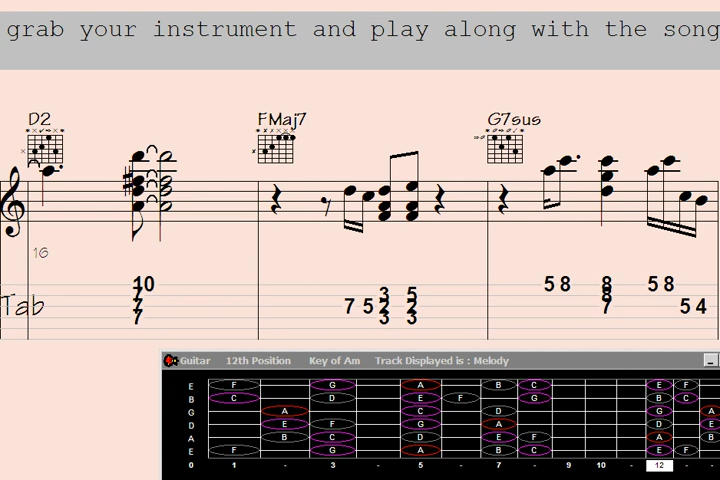 grab your instrument and play along with the song
D2 FMaj7 G7sus
16
10 5 8 8 5 8
7 3 5 8
Tab 7 7 5 2 2 7 5 4
7 3 3
Guitar 12th Position Key of Am Track Displayed is : Melody
E F G A B C E F
B C D E F G B C
G A C D G A
D E F G A D E
A B C D E F A B
E F G A B C E F
0 1 - 3 - 5 - 7 - 9 10 - 12 -